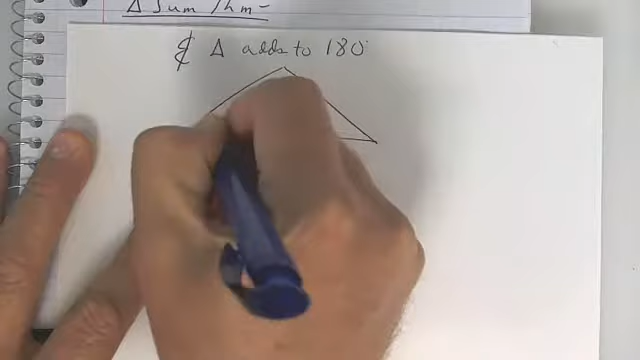 Δ Sum Thm-
∢ Δ adds to 180°